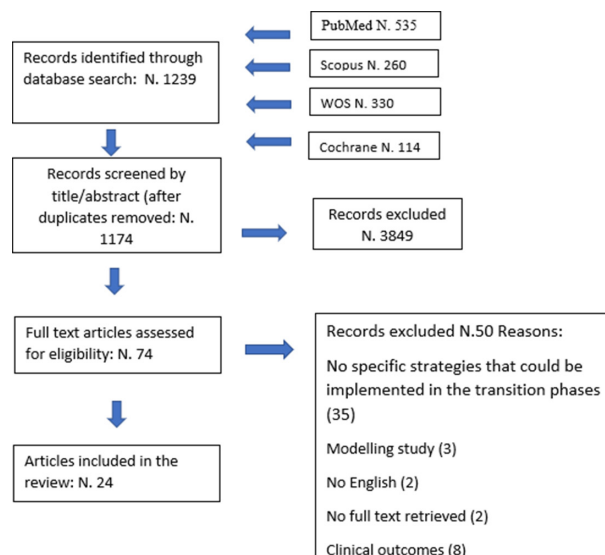 PubMed N. 535
Records identified through
database search:  N. 1239
Scopus N. 260
WOS N. 330
Cochrane N. 114
Records screened by
title/abstract (after
duplicates removed: N.
1174
Records excluded
N. 3849
Full text articles assessed
for eligibility: N. 74
Records excluded N.50 Reasons:
No specific strategies that could be
implemented in the transition phases
(35)
Modelling study (3)
No English (2)
No full text retrieved (2)
Clinical outcomes (8)
Articles included in the
review: N. 24